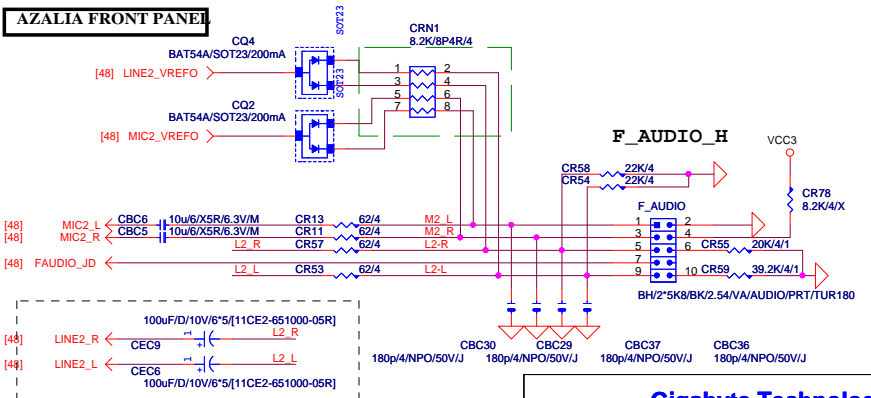 AZALIA FRONT PANEL
SOT23
CQ4
BAT54A/SOT23/200mA
CRN1
8.2K/8P4R/4
[48] LINE2_VREFO
SOT23
1 2
3 4
5 6
7 8
CQ2
BAT54A/SOT23/200mA
[48] MIC2_VREFO
F_AUDIO_H
VCC3
CR58 22K/4
CR54 22K/4
CR78
8.2K/4/X
F_AUDIO
[48] MIC2_L CBC6 10u/6/X5R/6.3V/M CR13 62/4 M2_L 1 2
[48] MIC2_R CBC5 10u/6/X5R/6.3V/M CR11 62/4 M2_R 3 4
L2_R CR57 62/4 L2-R 5 6 CR55 20K/4/1
[48] FAUDIO_JD 7
L2_L CR53 62/4 L2-L 9 10 CR59 39.2K/4/1
BH/2*5K8/BK/2.54/VA/AUDIO/PRT/TUR180
100uF/D/10V/6*5/[11CE2-651000-05R]
[48] LINE2_R 1 L2_R
CEC9 +
[48] LINE2_L 1 L2_L
CEC6 +
100uF/D/10V/6*5/[11CE2-651000-05R]
CBC30 CBC29 CBC37 CBC36
180p/4/NPO/50V/J 180p/4/NPO/50V/J 180p/4/NPO/50V/J 180p/4/NPO/50V/J